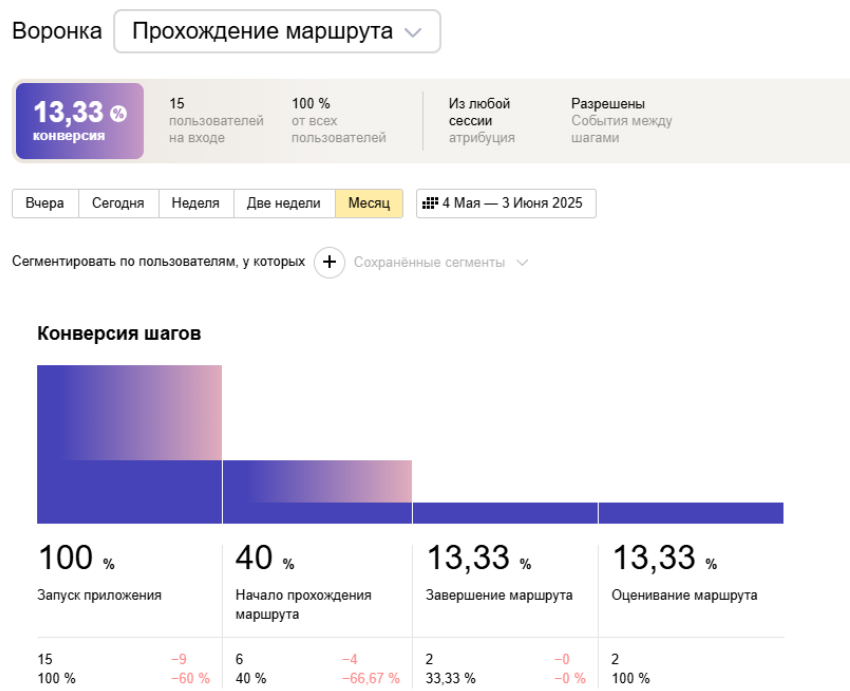 Воронка Прохождение маршрута
13,33 %
конверсия
15
пользователей
на входе
100 %
от всех
пользователей
Из любой
сессии
атрибуция
Разрешены
События между
шагами
Вчера Сегодня Неделя Две недели Месяц 4 Мая — 3 Июня 2025
Сегментировать по пользователям, у которых + Сохранённые сегменты
Конверсия шагов
100 %
Запуск приложения
15 −9
100 % −60 %
40 %
Начало прохождения
маршрута
6 −4
40 % −66,67 %
13,33 %
Завершение маршрута
2 −0
33,33 % −0 %
13,33 %
Оценивание маршрута
2
100 %